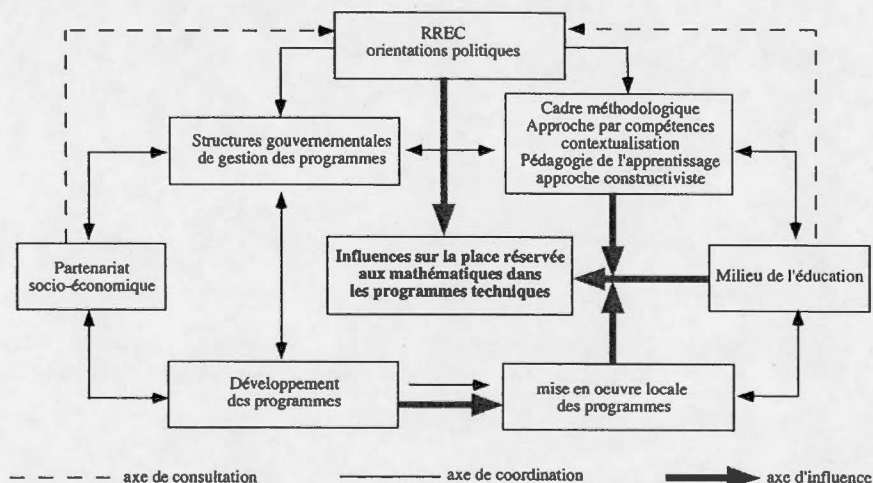 RREC
orientations politiques
Structures gouvernementales
de gestion des programmes
Cadre méthodologique
Approche par compétences
contextualisation
Pédagogie de l'apprentissage
approche constructiviste
Partenariat
socio-économique
Influences sur la place réservée
aux mathématiques dans
les programmes techniques
Milieu de l'éducation
Développement
des programmes
mise en oeuvre locale
des programmes
axe de consultation
axe de coordination
axe d'influence